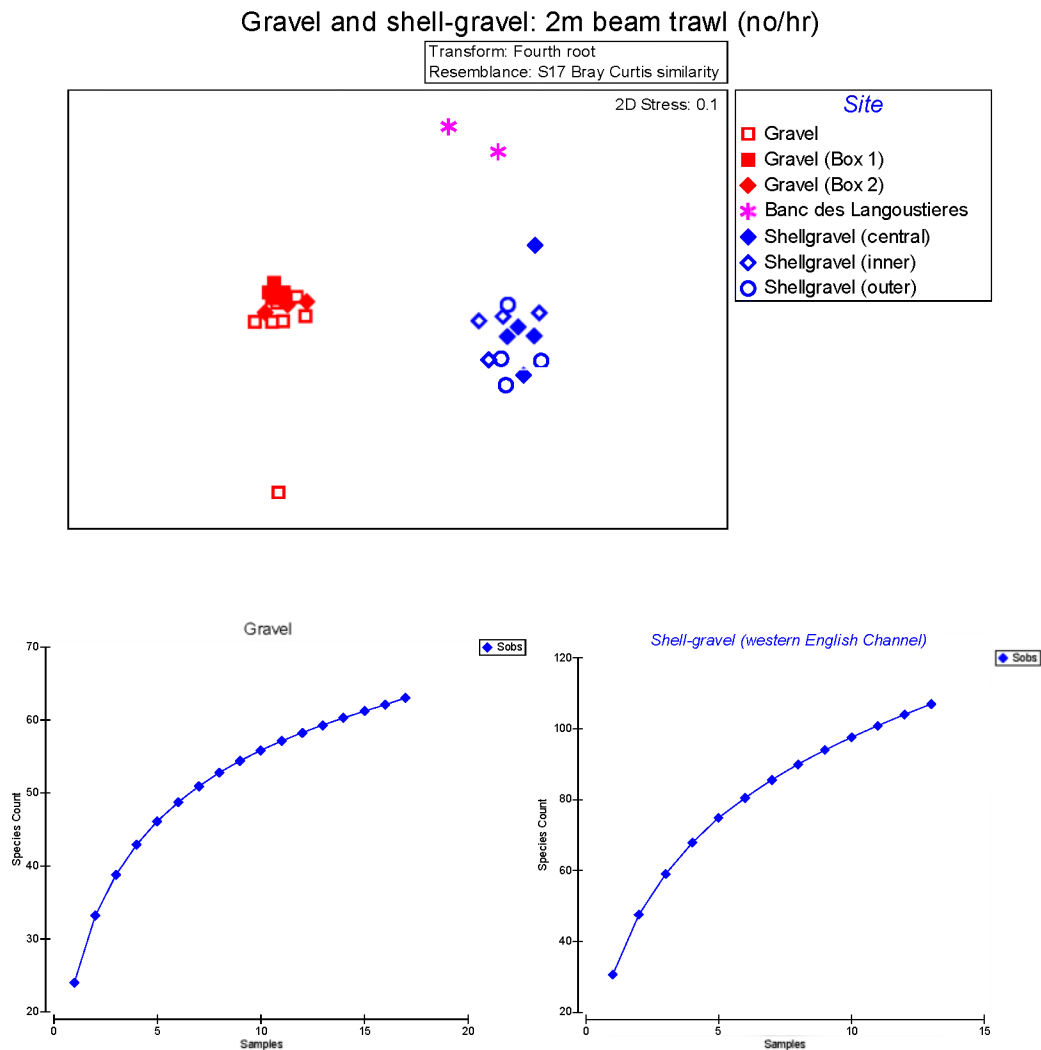 Gravel and shell-gravel: 2m beam trawl (no/hr)
Transform: Fourth root
Resemblance: S17 Bray Curtis similarity
2D Stress: 0.1
Site
Gravel
Gravel (Box 1)
Gravel (Box 2)
Banc des Langoustieres
Shellgravel (central)
Shellgravel (inner)
Shellgravel (outer)
Gravel
Sobs
70
60
50
40
30
20
Species Count
0
5
10
15
20
Samples
Shell-gravel (western English Channel)
Sobs
120
100
80
60
40
20
Species Count
0
5
10
15
Samples